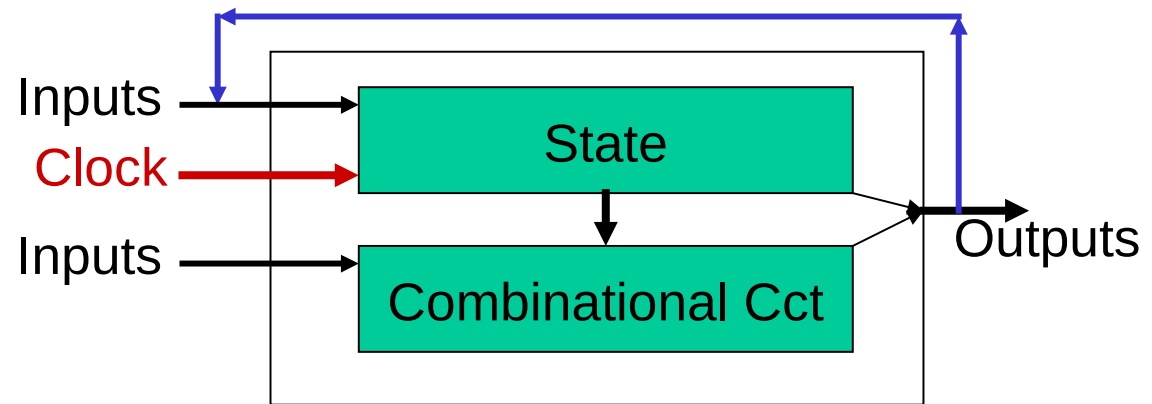 Inputs
State
Clock
Outputs
Inputs
Combinational Cct